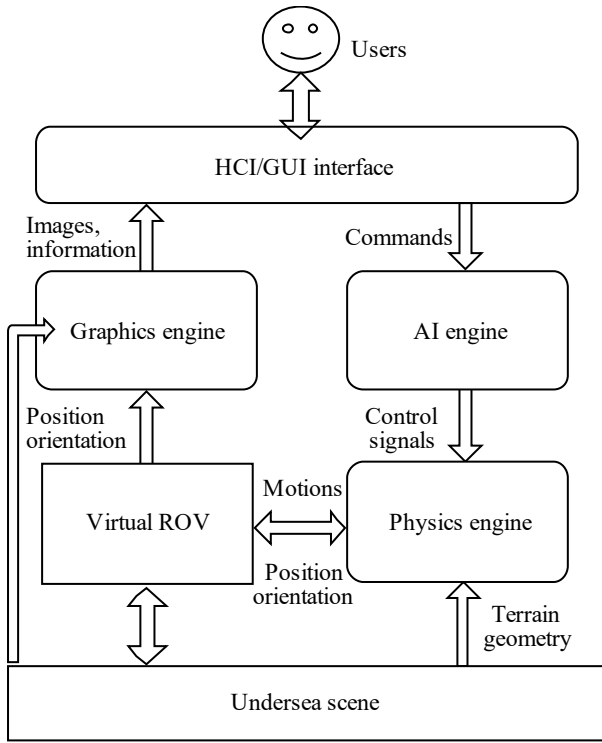 Users
HCI/GUI interface
Images,
information
Commands
Graphics engine
AI engine
Position
orientation
Control
signals
Motions
Virtual ROV
Physics engine
Position
orientation
Terrain
geometry
Undersea scene